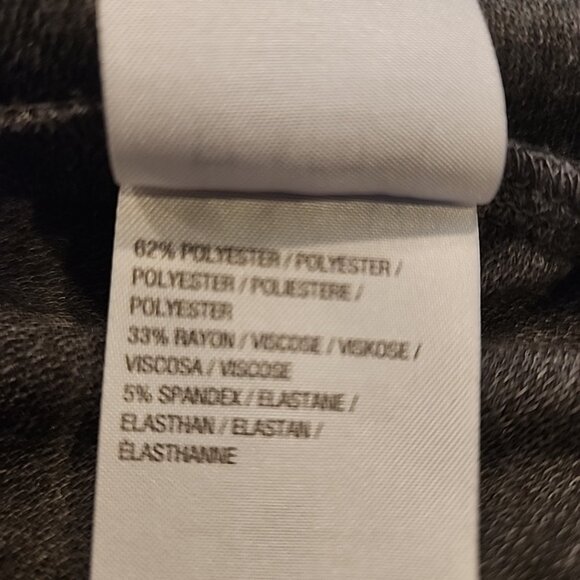 62% POLYESTER / POLYESTER /
POLYESTER / POLIESTERE /
POLYESTER
33% RAYON / VISCOSE / VISKOSE /
VISCOSA / VISCOSE
5% SPANDEX / ELASTANE /
ELASTHAN / ELASTAN /
ÉLASTHANNE